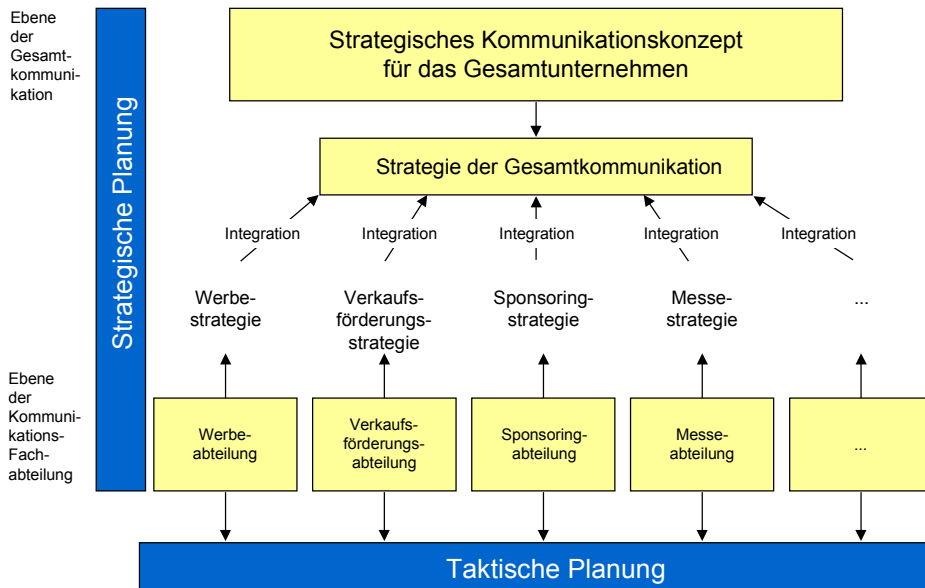 Ebene
der
Gesamt-
kommuni-
kation
Strategische Planung
Strategisches Kommunikationskonzept
für das Gesamtunternehmen
Strategie der Gesamtkommunikation
Integration
Integration
Integration
Integration
Integration
Werbe-
strategie
Verkaufs-
förderungs-
strategie
Sponsoring-
strategie
Messe-
strategie
...
Ebene
der
Kommuni-
kations-
Fach-
abteilung
Werbe-
abteilung
Verkaufs-
förderungs-
abteilung
Sponsoring-
abteilung
Messe-
abteilung
...
Taktische Planung